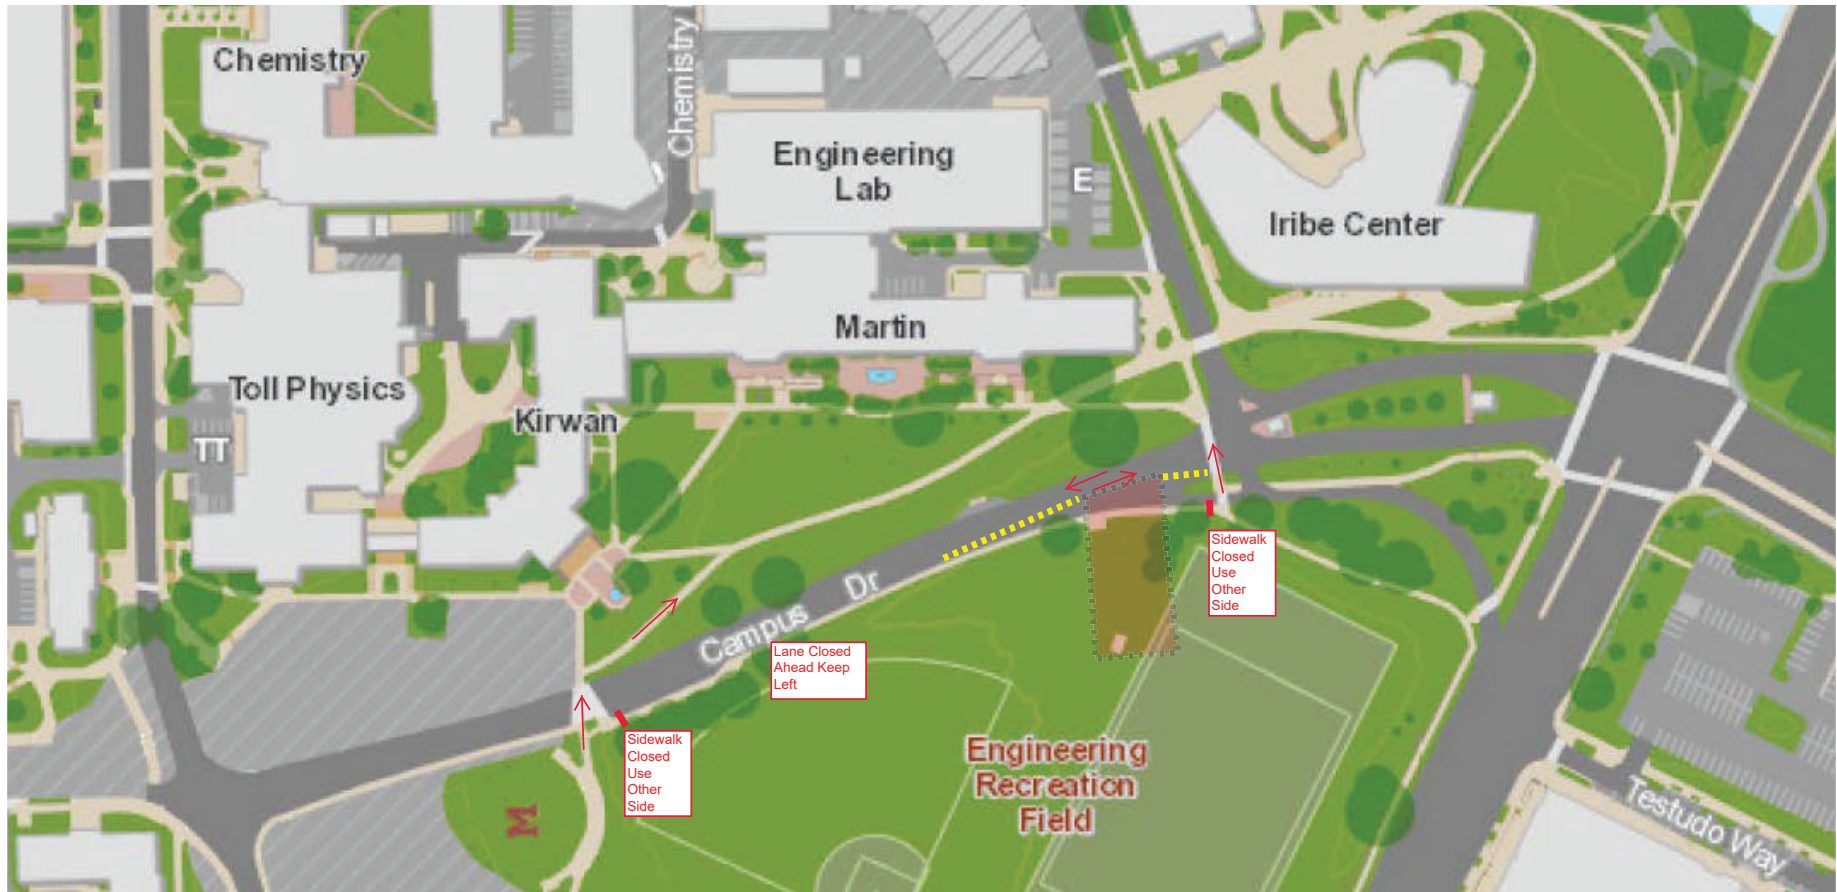 Chemistry
Chemistry
Engineering
Lab
E
Iribe Center
Martin
Toll Physics
Kirwan
TT
Sidewalk
Closed
Use
Other
Side
Campus Dr
Lane Closed
Ahead Keep
Left
Sidewalk
Closed
Use
Other
Side
Engineering
Recreation
Field
M
Testudo Way